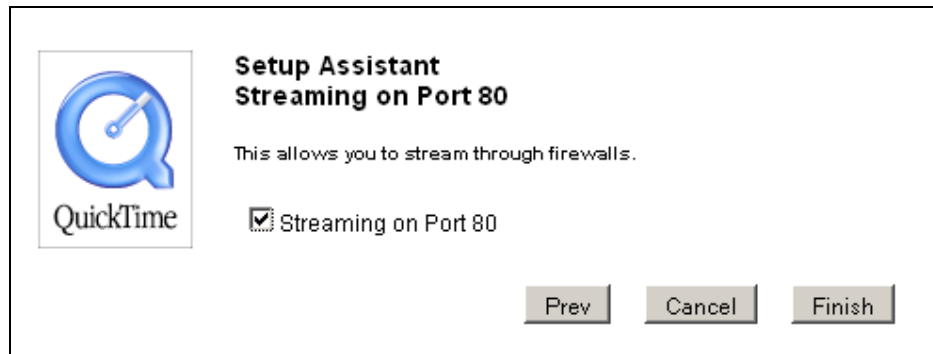 Setup Assistant
Streaming on Port 80
This allows you to stream through firewalls.
QuickTime
Streaming on Port 80
Prev Cancel Finish